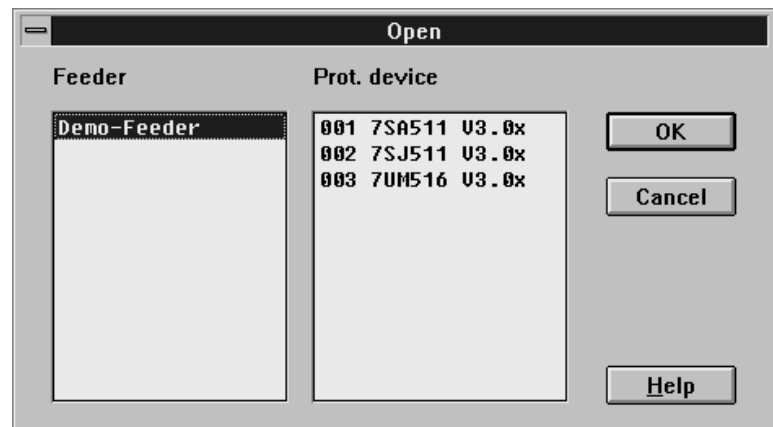 Open
Feeder
Prot. device
Demo-Feeder
001 7SA511 V3.0x
002 7SJ511 V3.0x
003 7UM516 V3.0x
OK
Cancel
Help